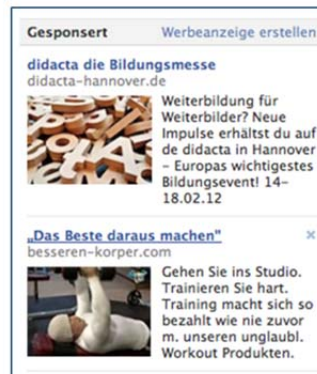 Gesponsert Werbeanzeige erstellen
didacta die Bildungsmesse
didacta-hannover.de
Weiterbildung für
Weiterbilder? Neue
Impulse erhältst du auf
de didacta in Hannover
– Europas wichtigestes
Bildungsevent! 14–
18.02.12
„Das Beste daraus machen"
besseren-korper.com
Gehen Sie ins Studio.
Trainieren Sie hart.
Training macht sich so
bezahlt wie nie zuvor
m. unseren unglaubl.
Workout Produkten.